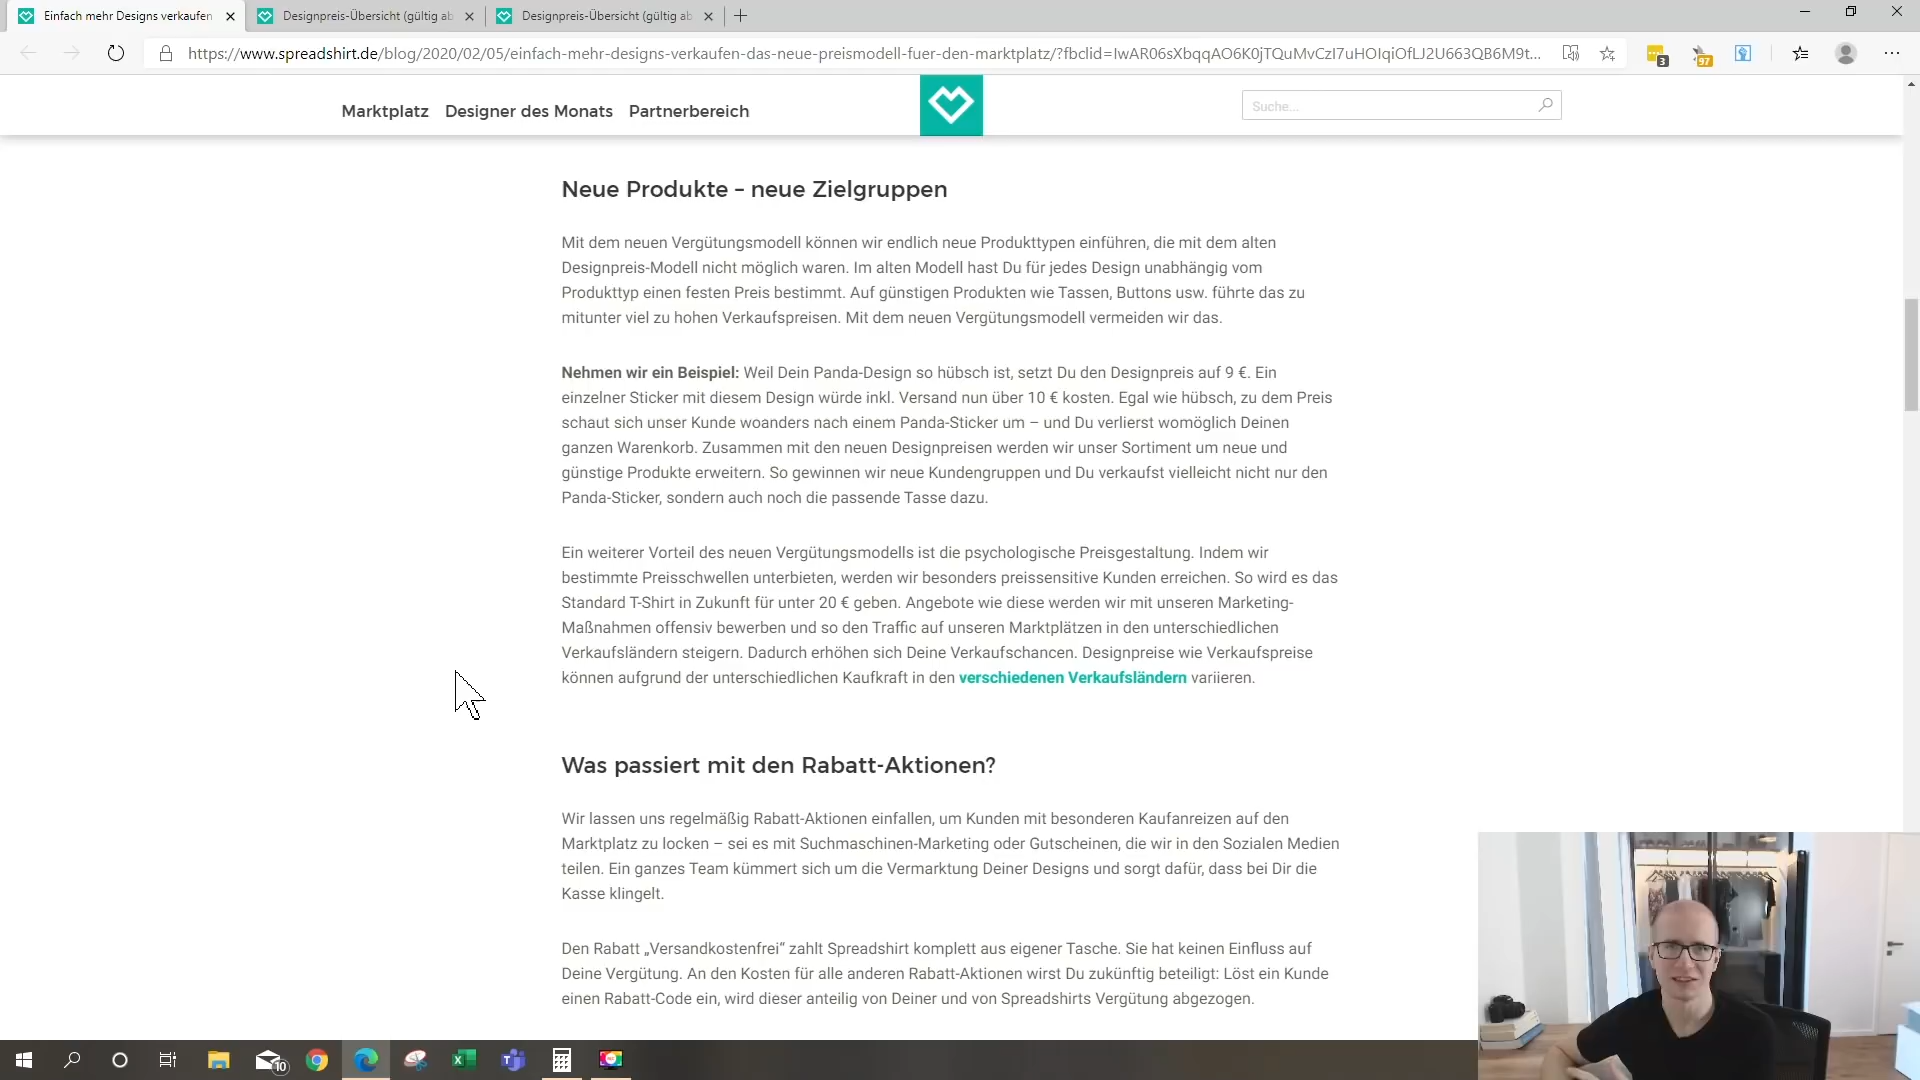 Einfach mehr Designs verkaufen
Designpreis-Übersicht (gültig ab
Designpreis-Übersicht (gültig ab
https://www.spreadshirt.de/blog/2020/02/05/einfach-mehr-designs-verkaufen-das-neue-preismodell-fuer-den-marktplatz/?fbclid=IwAR06sXbqqAO6K0jTQuMvCzI7uHOIqiOfLJ2U663QB6M9t...
3
97
Marktplatz Designer des Monats Partnerbereich
Suche...
Neue Produkte – neue Zielgruppen
Mit dem neuen Vergütungsmodell können wir endlich neue Produkttypen einführen, die mit dem alten
Designpreis-Modell nicht möglich waren. Im alten Modell hast Du für jedes Design unabhängig vom
Produkttyp einen festen Preis bestimmt. Auf günstigen Produkten wie Tassen, Buttons usw. führte das zu
mitunter viel zu hohen Verkaufspreisen. Mit dem neuen Vergütungsmodell vermeiden wir das.
Nehmen wir ein Beispiel: Weil Dein Panda-Design so hübsch ist, setzt Du den Designpreis auf 9 €. Ein
einzelner Sticker mit diesem Design würde inkl. Versand nun über 10 € kosten. Egal wie hübsch, zu dem Preis
schaut sich unser Kunde woanders nach einem Panda-Sticker um – und Du verlierst womöglich Deinen
ganzen Warenkorb. Zusammen mit den neuen Designpreisen werden wir unser Sortiment um neue und
günstige Produkte erweitern. So gewinnen wir neue Kundengruppen und Du verkaufst vielleicht nicht nur den
Panda-Sticker, sondern auch noch die passende Tasse dazu.
Ein weiterer Vorteil des neuen Vergütungsmodells ist die psychologische Preisgestaltung. Indem wir
bestimmte Preisschwellen unterbieten, werden wir besonders preissensitive Kunden erreichen. So wird es das
Standard T-Shirt in Zukunft für unter 20 € geben. Angebote wie diese werden wir mit unseren Marketing-
Maßnahmen offensiv bewerben und so den Traffic auf unseren Marktplätzen in den unterschiedlichen
Verkaufsländern steigern. Dadurch erhöhen sich Deine Verkaufschancen. Designpreise wie Verkaufspreise
können aufgrund der unterschiedlichen Kaufkraft in den verschiedenen Verkaufsländern variieren.
Was passiert mit den Rabatt-Aktionen?
Wir lassen uns regelmäßig Rabatt-Aktionen einfallen, um Kunden mit besonderen Kaufanreizen auf den
Marktplatz zu locken – sei es mit Suchmaschinen-Marketing oder Gutscheinen, die wir in den Sozialen Medien
teilen. Ein ganzes Team kümmert sich um die Vermarktung Deiner Designs und sorgt dafür, dass bei Dir die
Kasse klingelt.
Den Rabatt „Versandkostenfrei“ zahlt Spreadshirt komplett aus eigener Tasche. Sie hat keinen Einfluss auf
Deine Vergütung. An den Kosten für alle anderen Rabatt-Aktionen wirst Du zukünftig beteiligt: Löst ein Kunde
einen Rabatt-Code ein, wird dieser anteilig von Deiner und von Spreadshirts Vergütung abgezogen.
10